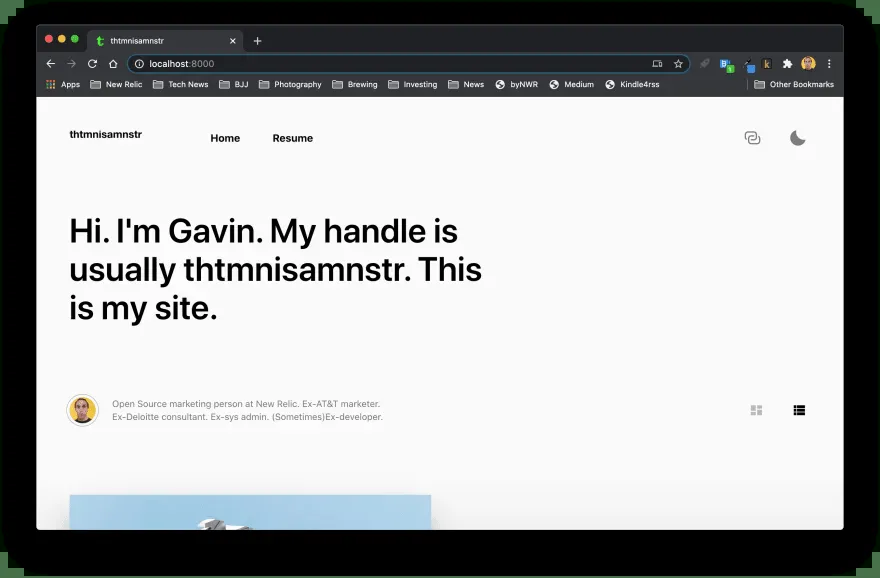 thtmnisamnstr
localhost:8000
Apps New Relic Tech News BJJ Photography Brewing Investing News byNWR Medium Kindle4rss Other Bookmarks
thtmnisamnstr Home Resume
Hi. I'm Gavin. My handle is
usually thtmnisamnstr. This
is my site.
Open Source marketing person at New Relic. Ex-AT&T marketer.
Ex-Deloitte consultant. Ex-sys admin. (Sometimes)Ex-developer.